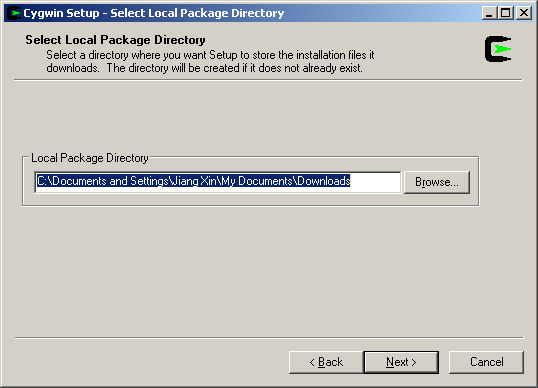 Cygwin Setup - Select Local Package Directory
Select Local Package Directory
Select a directory where you want Setup to store the installation files it
downloads. The directory will be created if it does not already exist.
Local Package Directory
C:\Documents and Settings\Jiang Xin\My Documents\Downloads
Browse...
< Back
Next >
Cancel